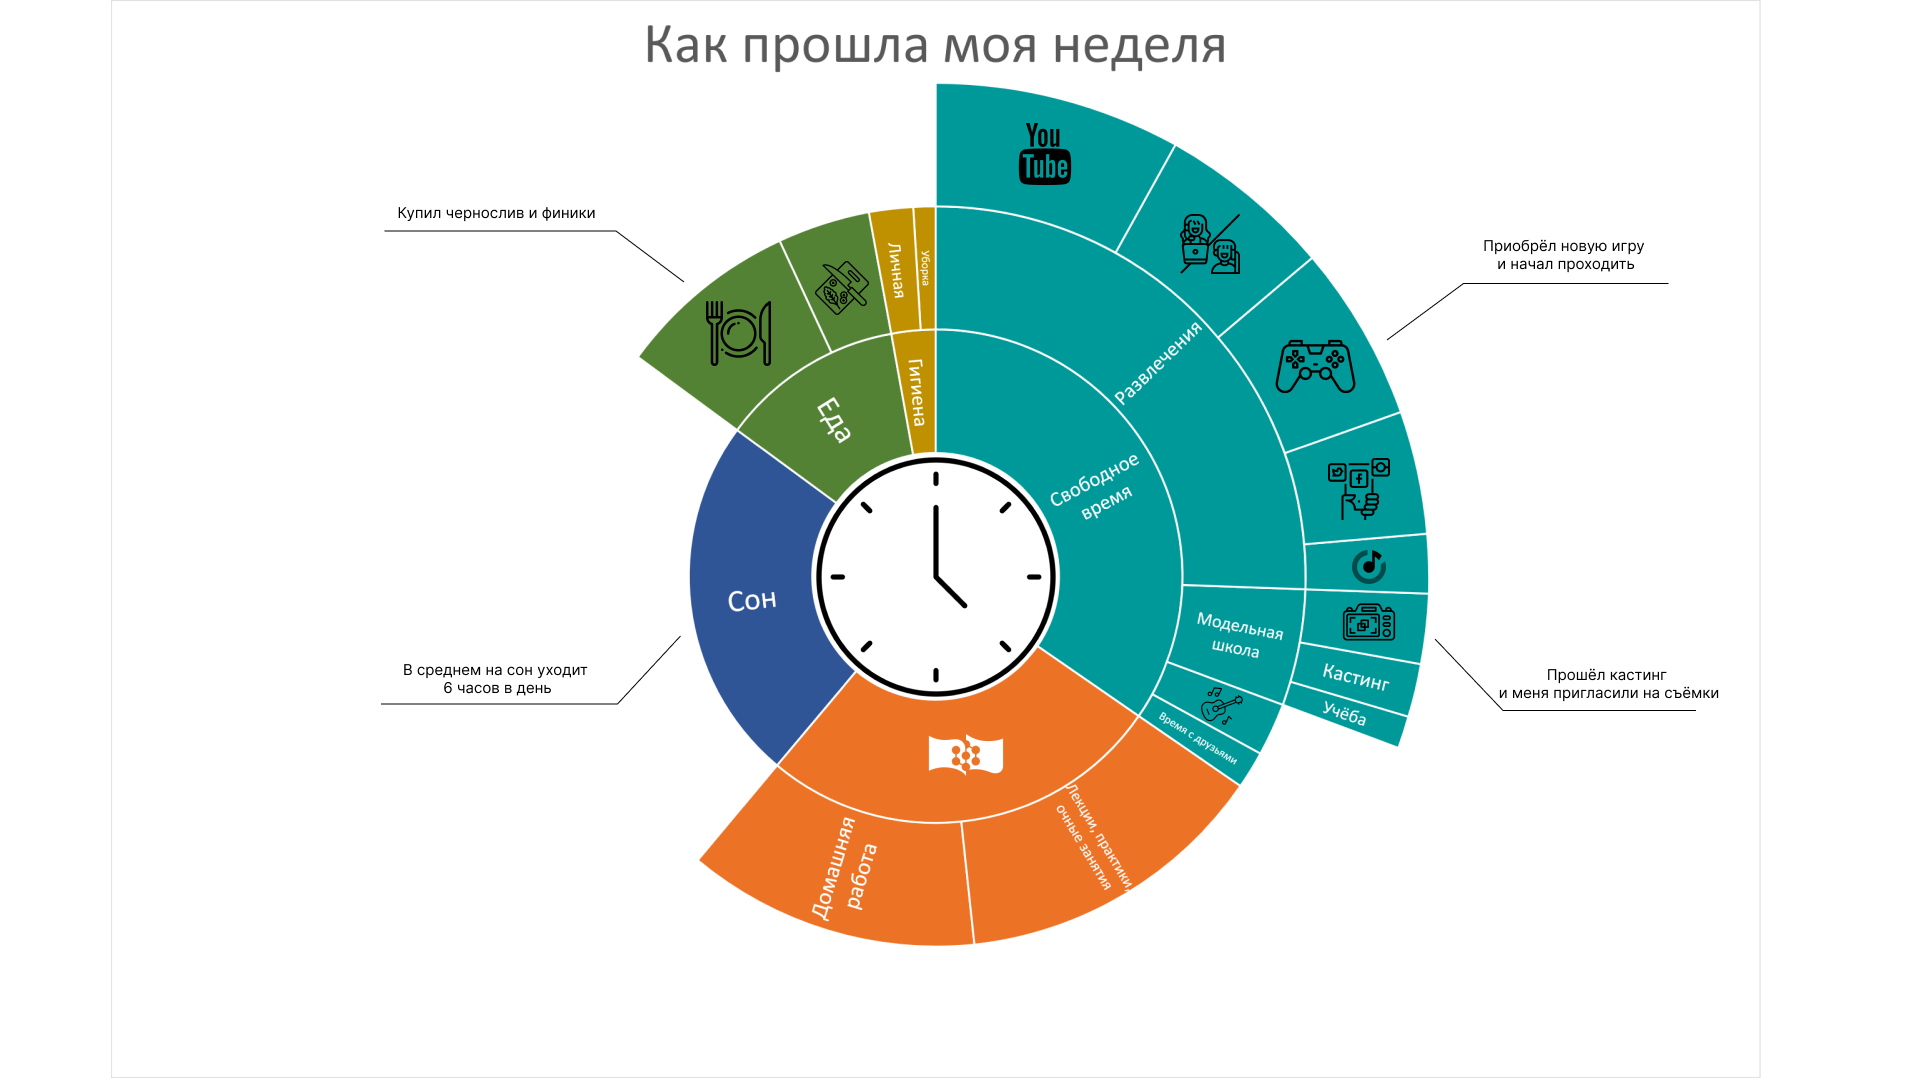 Как прошла моя неделя
You
Tube
Купил чернослив и финики
Личная
Уборка
Приобрёл новую игру
и начал проходить
Развлечения
Гигиена
Еда
Свободное
время
Сон
Модельная
школа
Кастинг
Учёба
В среднем на сон уходит
6 часов в день
Прошёл кастинг
и меня пригласили на съёмки
Время с друзьями
Лекции, практики,
очные занятия
Домашняя
работа